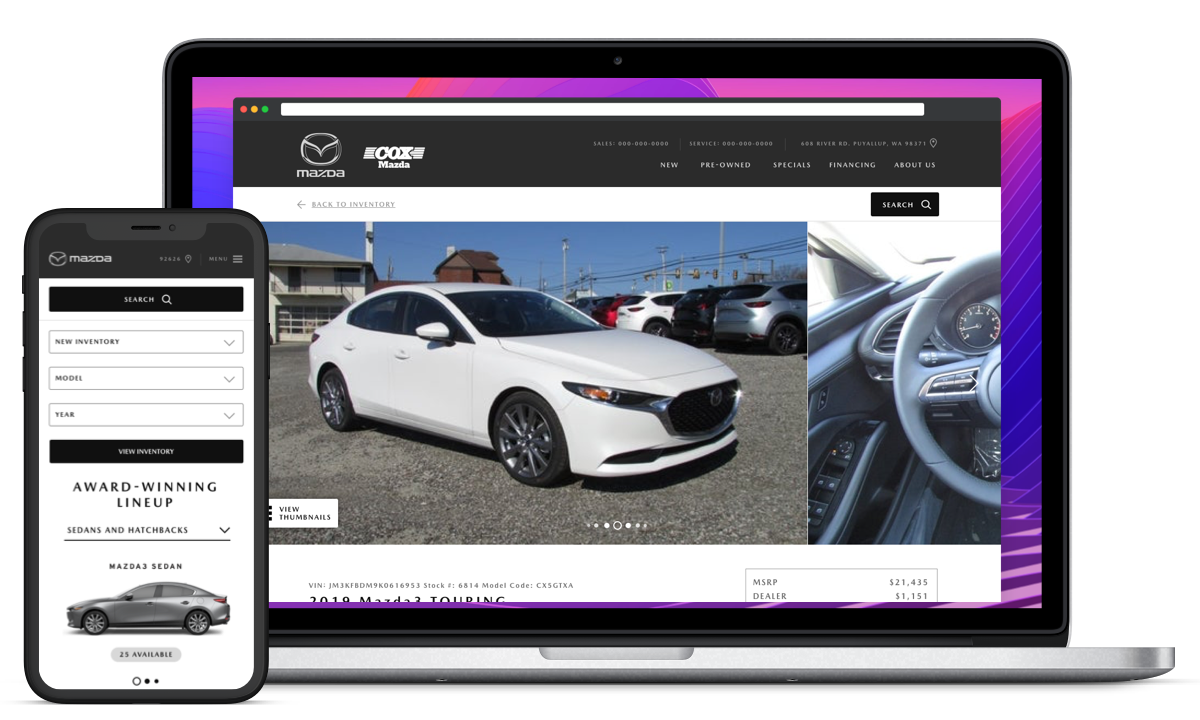 COX
Mazda
mazda
SALES: 000-000-0000
SERVICE: 000-000-0000
608 RIVER RD. PUYALLUP, WA 98371
NEW
PRE-OWNED
SPECIALS
FINANCING
ABOUT US
BACK TO INVENTORY
SEARCH
VIEW
THUMBNAILS
VIN: JM3KFBDM9K0616953 Stock #: 6814 Model Code: CX5GTXA
2019 Mazda3 TOURING
MSRP $21,435
DEALER $1,151
mazda
92626
MENU
SEARCH
NEW INVENTORY
MODEL
YEAR
VIEW INVENTORY
AWARD-WINNING
LINEUP
SEDANS AND HATCHBACKS
MAZDA3 SEDAN
25 AVAILABLE